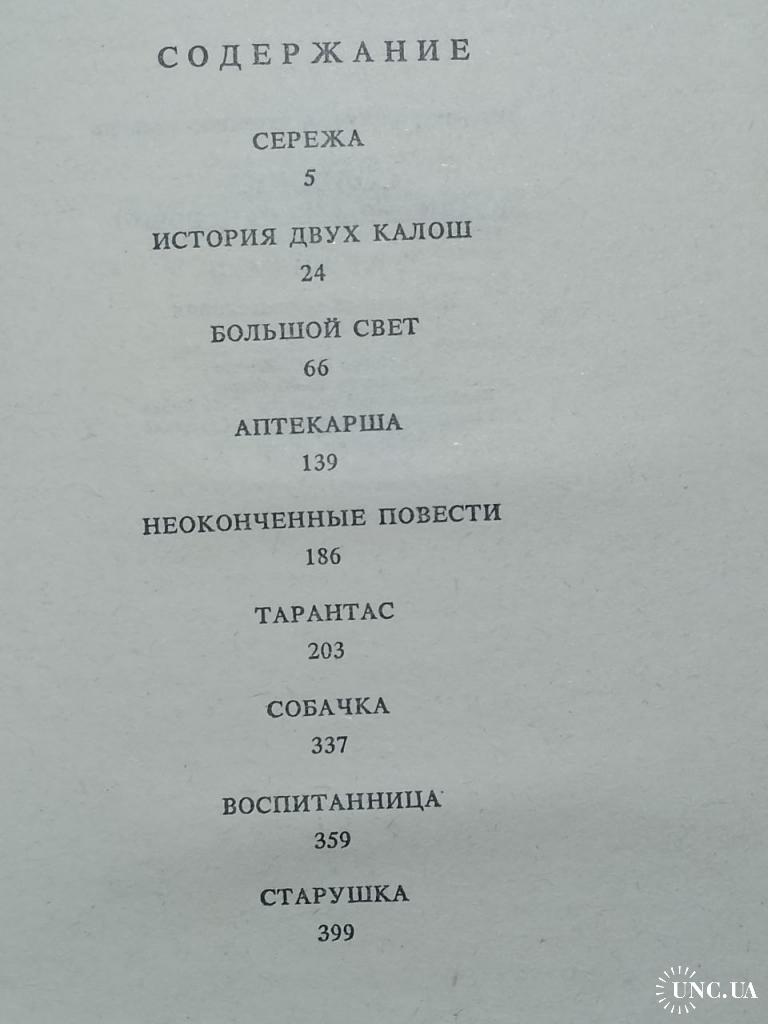 СОДЕРЖАНИЕ
СЕРЕЖА
5
ИСТОРИЯ ДВУХ КАЛОШ
24
БОЛЬШОЙ СВЕТ
66
АПТЕКАРША
139
НЕОКОНЧЕННЫЕ ПОВЕСТИ
186
ТАРАНТАС
203
СОБАЧКА
337
ВОСПИТАННИЦА
359
СТАРУШКА
399
UNC.UA